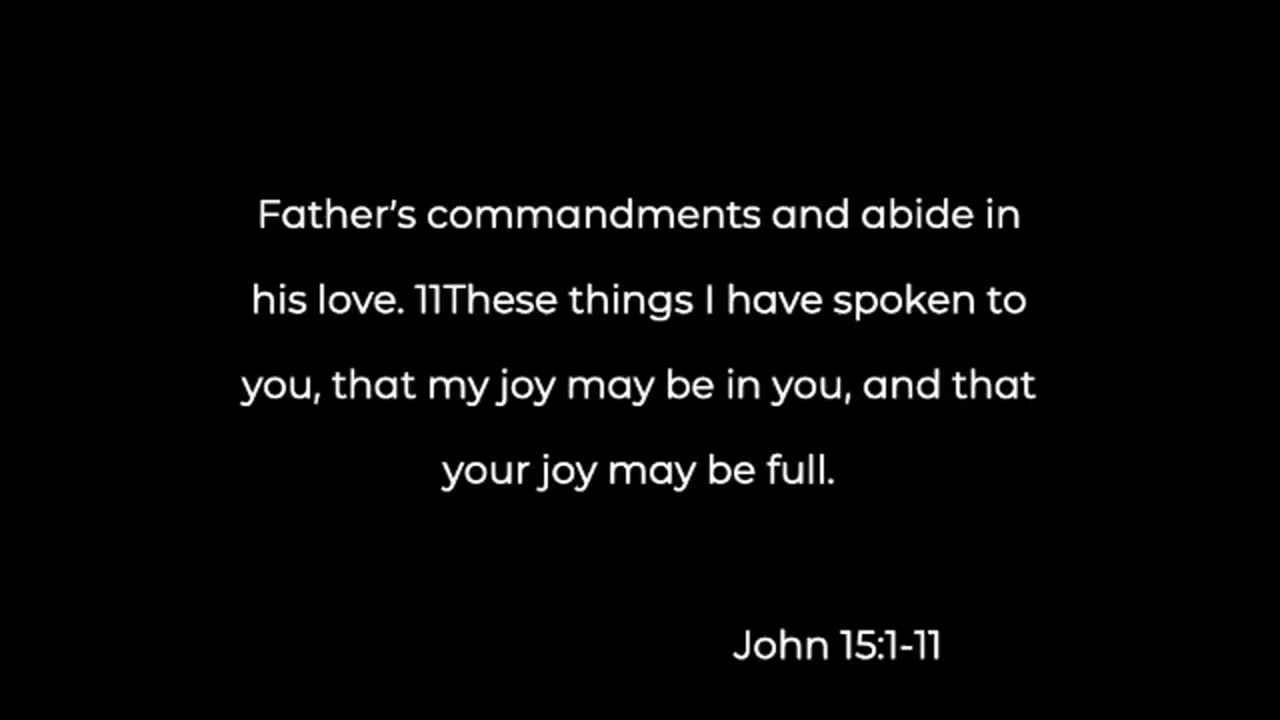 Father's commandments and abide in
his love. 11These things I have spoken to
you, that my joy may be in you, and that
your joy may be full.
John 15:1-11